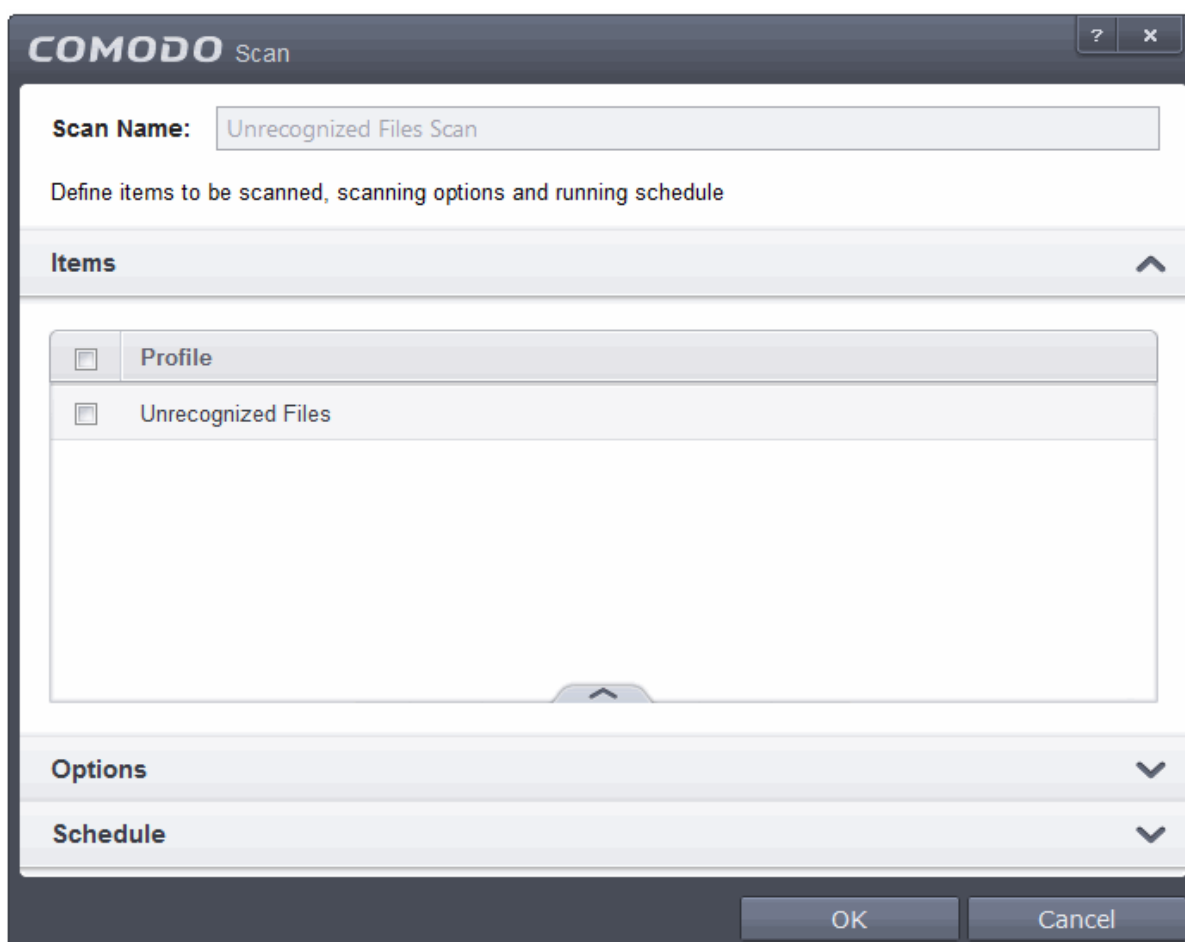 COMODO Scan ? x
Scan Name: Unrecognized Files Scan
Define items to be scanned, scanning options and running schedule
Items
Profile
Unrecognized Files
Options
Schedule
OK Cancel